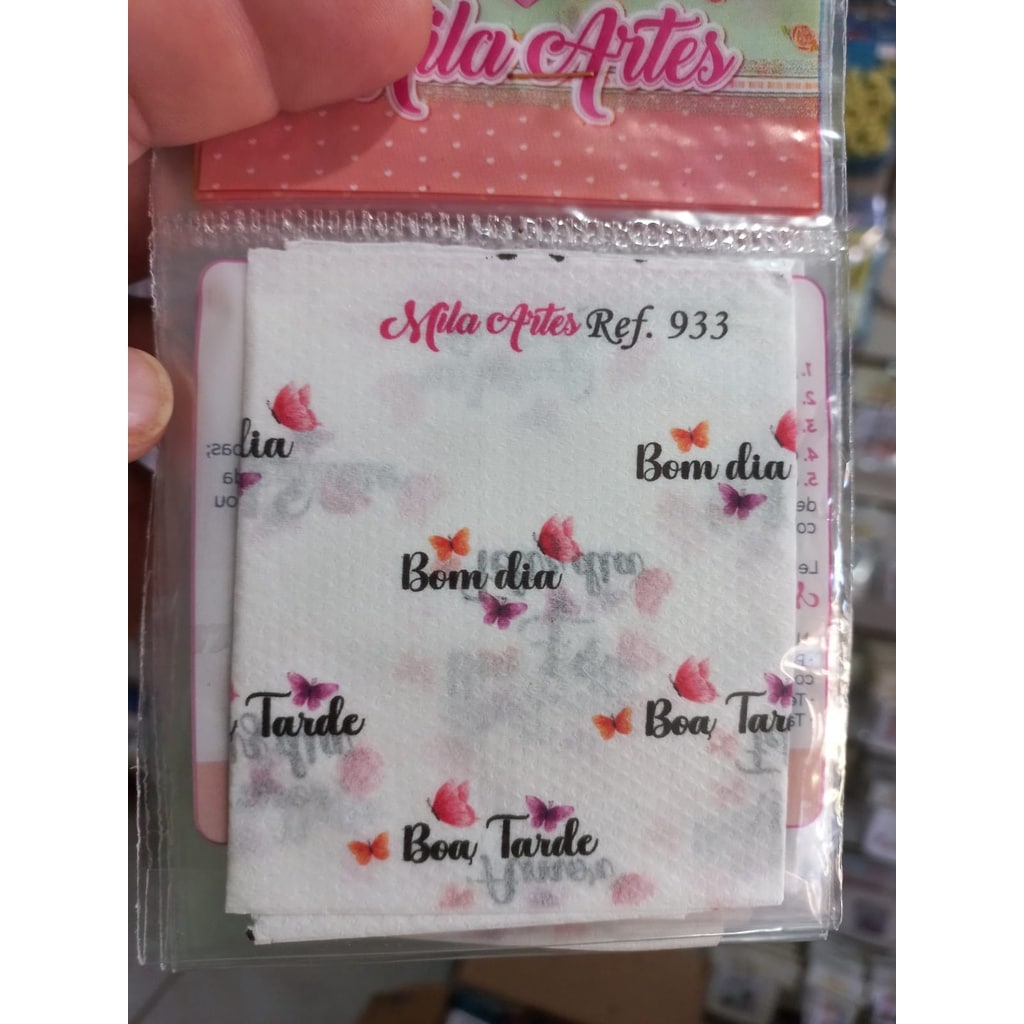 Mila Artes
Mila Artes Ref. 933
dia
Bom dia
Bom dia
Tarde
Boa, Tar
Boa, Tarde